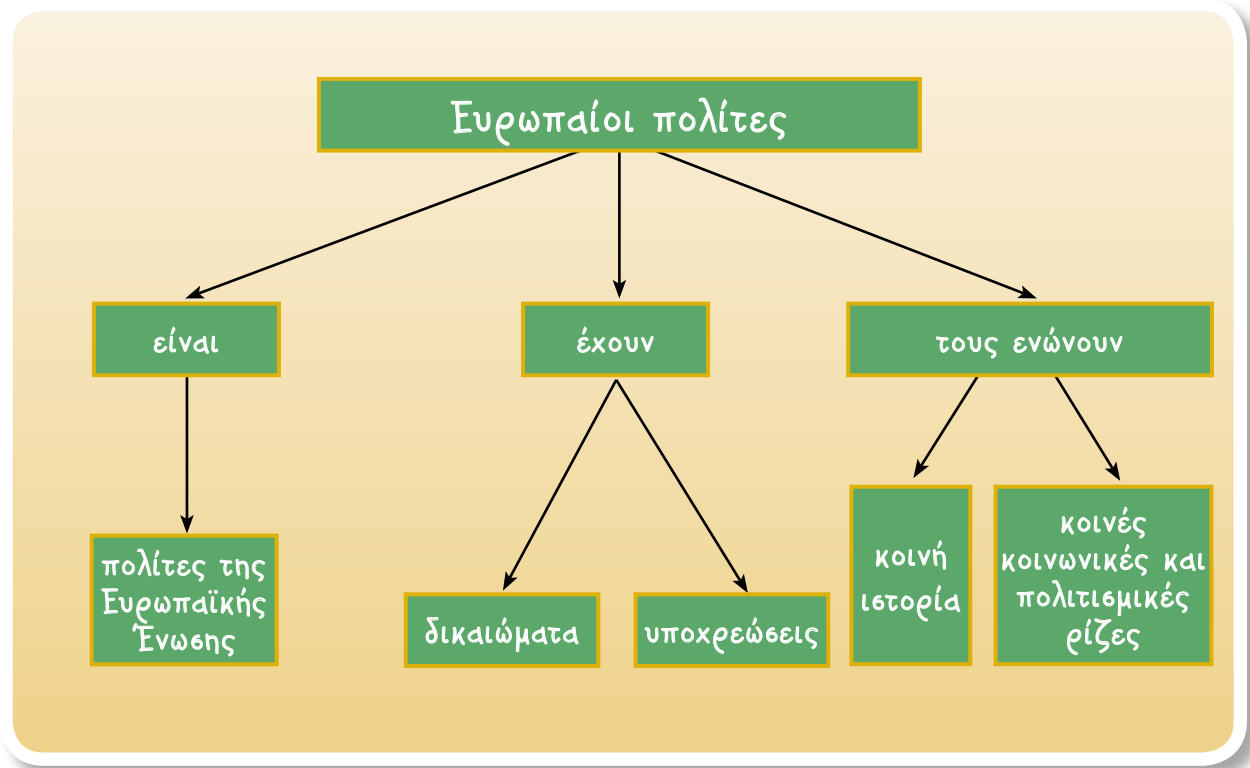 Ευρωπαίοι πολίτες
είναι
έχουν
τους ενώνουν
πολίτες της
Ευρωπαϊκής
Ένωσης
δικαιώματα
υποχρεώσεις
κοινή
ιστορία
κοινές
κοινωνικές και
πολιτισμικές
ρίζες